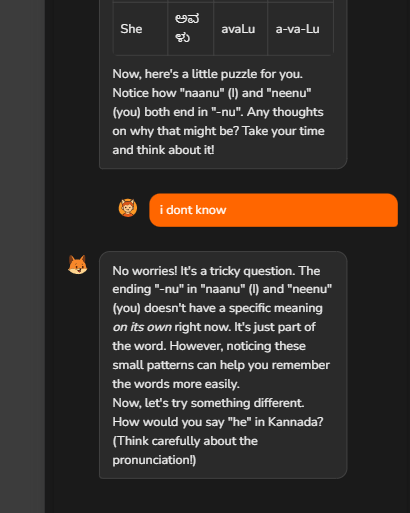 She
ಅವ
ಳು
avaLu
a-va-Lu
Now, here's a little puzzle for you.
Notice how "naanu" (I) and "neenu"
(you) both end in "-nu". Any thoughts
on why that might be? Take your time
and think about it!
i dont know
No worries! It's a tricky question. The
ending "-nu" in "naanu" (I) and "neenu"
(you) doesn't have a specific meaning
on its own right now. It's just part of
the word. However, noticing these
small patterns can help you remember
the words more easily.
Now, let's try something different.
How would you say "he" in Kannada?
(Think carefully about the
pronunciation!)